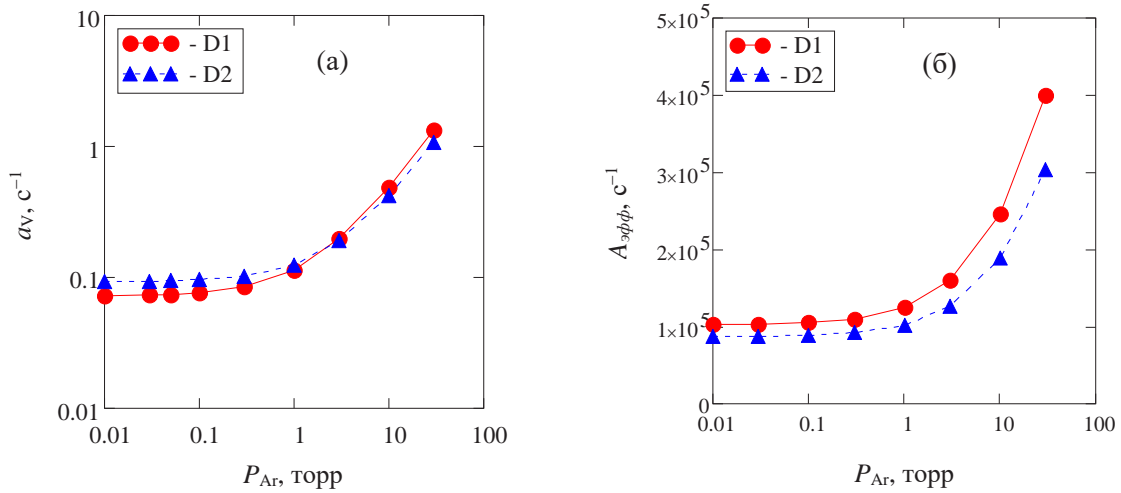 10
- D1
- D2
(а)
1
0.1
0.01
0.01
0.1
1
10
100
a_V, с⁻¹
P_Ar, торр
5×10⁵
- D1
- D2
(б)
4×10⁵
3×10⁵
2×10⁵
1×10⁵
0
0.01
0.1
1
10
100
A_эфф, с⁻¹
P_Ar, торр